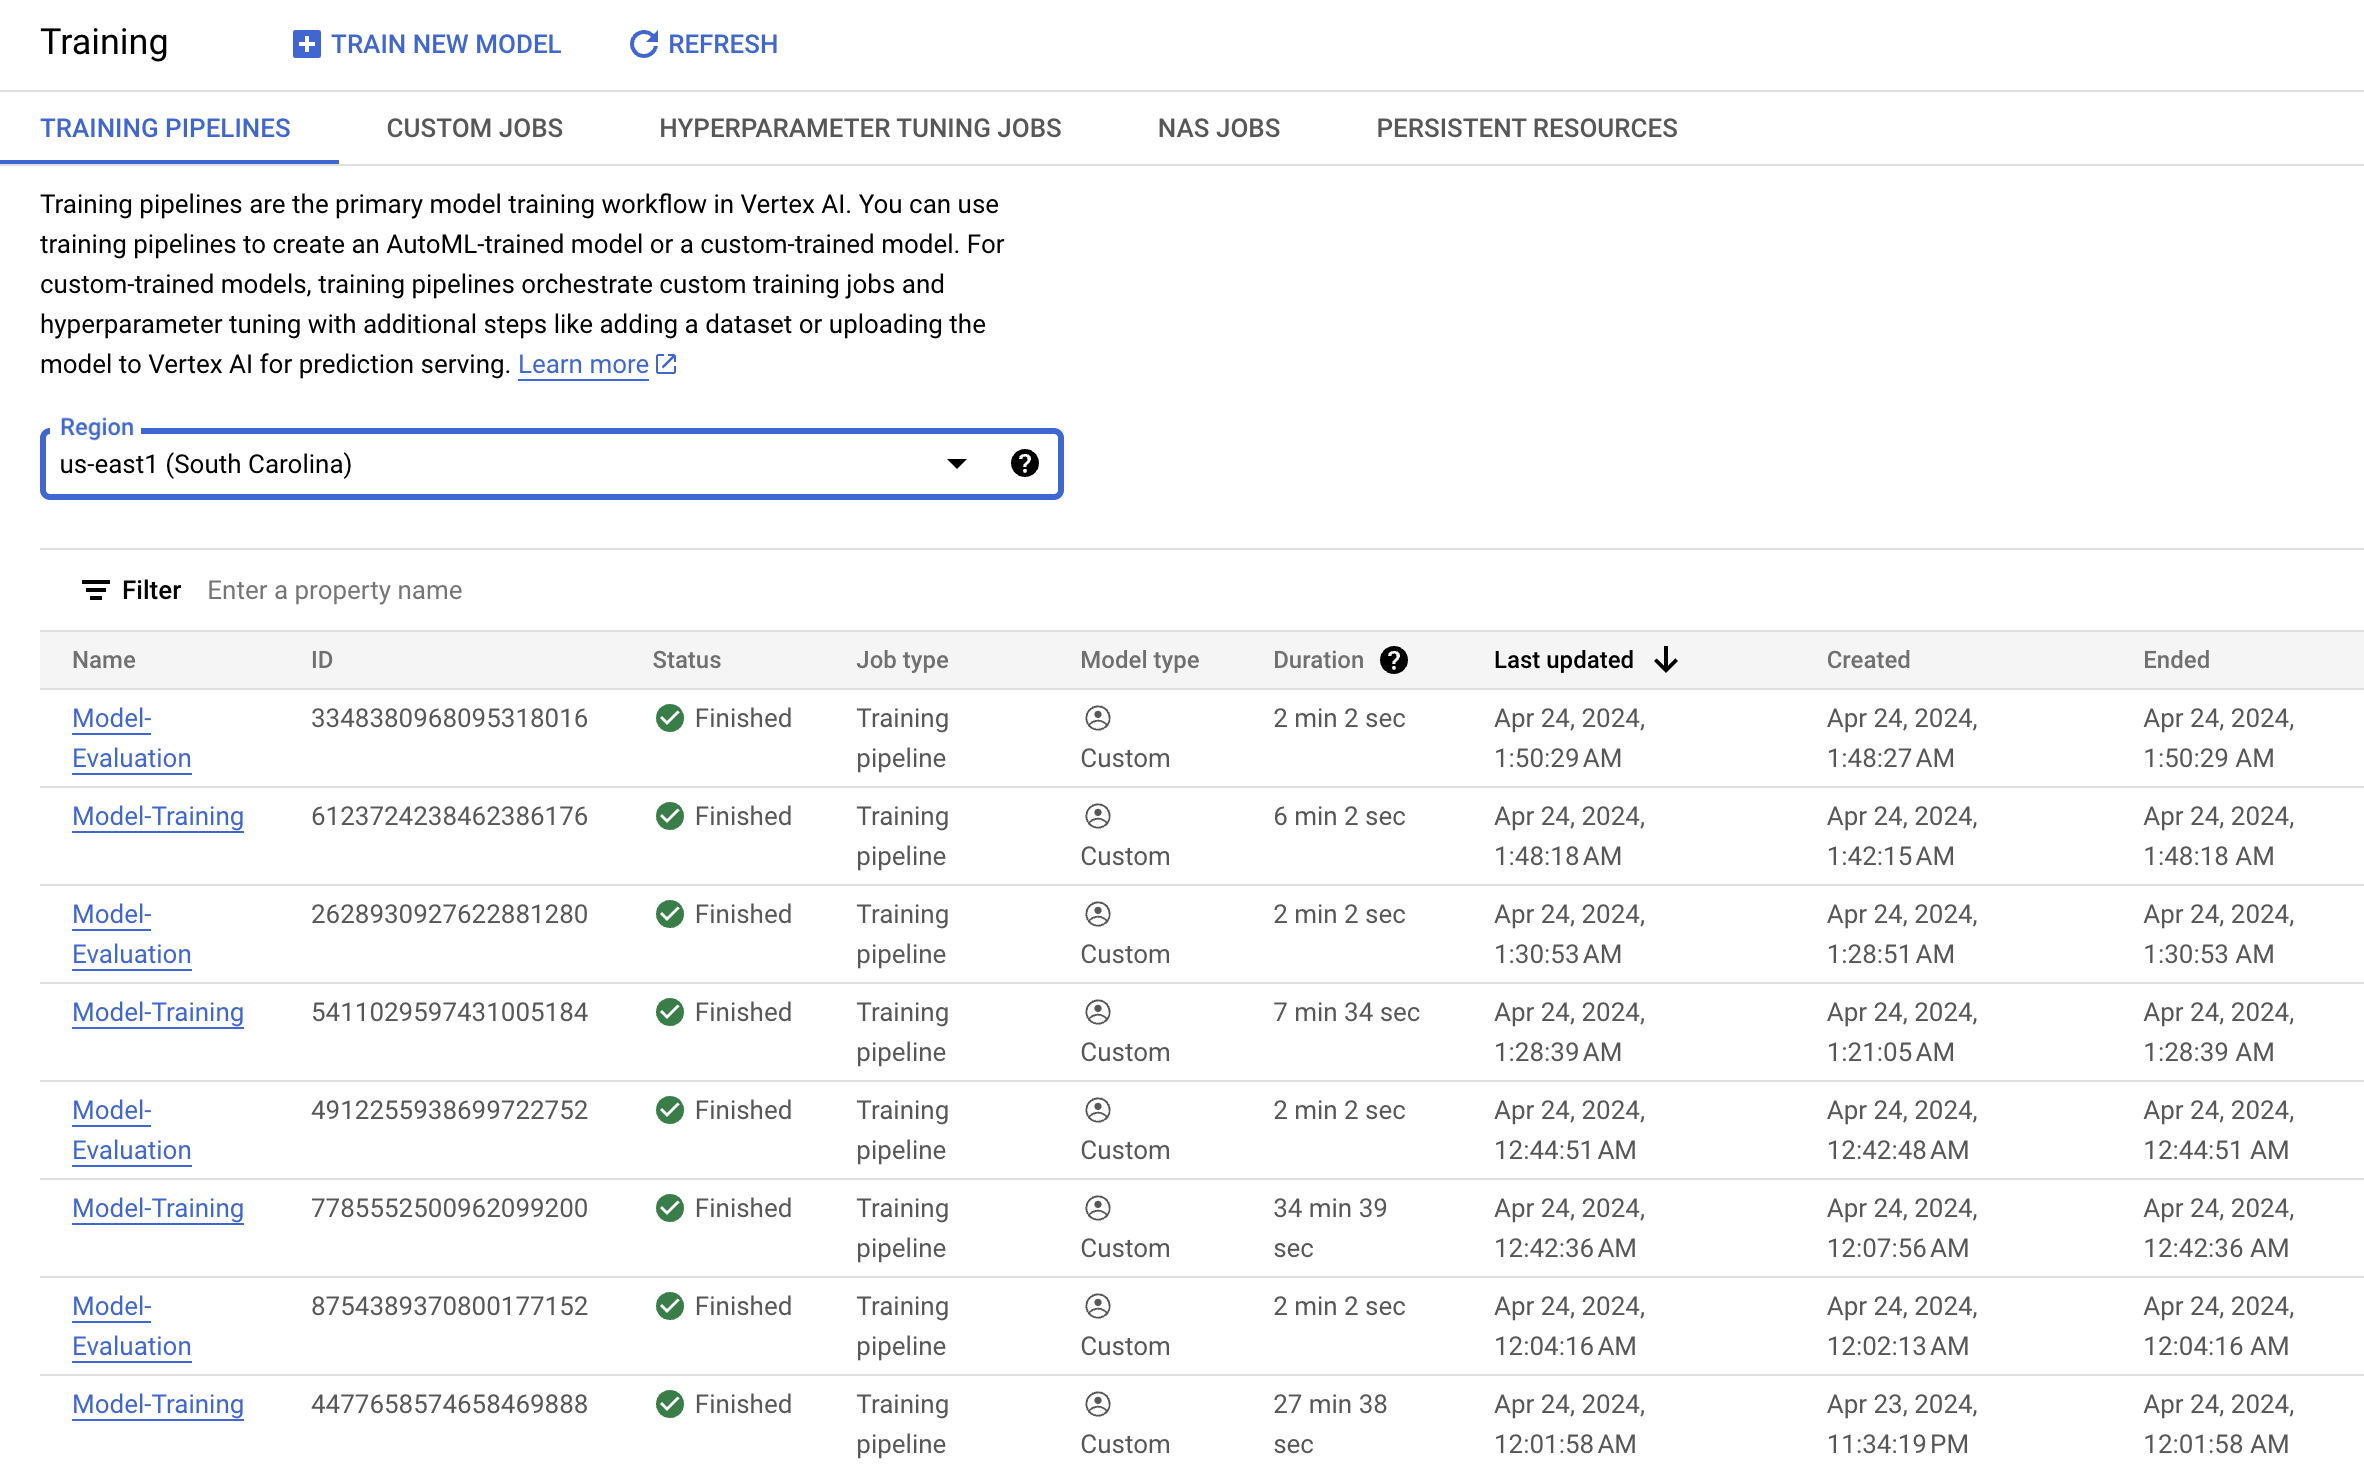 Training
TRAIN NEW MODEL
REFRESH
TRAINING PIPELINES
CUSTOM JOBS
HYPERPARAMETER TUNING JOBS
NAS JOBS
PERSISTENT RESOURCES
Training pipelines are the primary model training workflow in Vertex AI. You can use
training pipelines to create an AutoML-trained model or a custom-trained model. For
custom-trained models, training pipelines orchestrate custom training jobs and
hyperparameter tuning with additional steps like adding a dataset or uploading the
model to Vertex AI for prediction serving. Learn more
Region
us-east1 (South Carolina)
Filter Enter a property name
Name ID Status Job type Model type Duration Last updated Created Ended
Model- 3348380968095318016 Finished Training 2 min 2 sec Apr 24, 2024, Apr 24, 2024, Apr 24, 2024,
Evaluation pipeline Custom 1:50:29 AM 1:48:27 AM 1:50:29 AM
Model-Training 6123724238462386176 Finished Training 6 min 2 sec Apr 24, 2024, Apr 24, 2024, Apr 24, 2024,
pipeline Custom 1:48:18 AM 1:42:15 AM 1:48:18 AM
Model- 2628930927622881280 Finished Training 2 min 2 sec Apr 24, 2024, Apr 24, 2024, Apr 24, 2024,
Evaluation pipeline Custom 1:30:53 AM 1:28:51 AM 1:30:53 AM
Model-Training 5411029597431005184 Finished Training 7 min 34 sec Apr 24, 2024, Apr 24, 2024, Apr 24, 2024,
pipeline Custom 1:28:39 AM 1:21:05 AM 1:28:39 AM
Model- 4912255938699722752 Finished Training 2 min 2 sec Apr 24, 2024, Apr 24, 2024, Apr 24, 2024,
Evaluation pipeline Custom 12:44:51 AM 12:42:48 AM 12:44:51 AM
Model-Training 7785552500962099200 Finished Training 34 min 39 Apr 24, 2024, Apr 24, 2024, Apr 24, 2024,
pipeline Custom sec 12:42:36 AM 12:07:56 AM 12:42:36 AM
Model- 8754389370800177152 Finished Training 2 min 2 sec Apr 24, 2024, Apr 24, 2024, Apr 24, 2024,
Evaluation pipeline Custom 12:04:16 AM 12:02:13 AM 12:04:16 AM
Model-Training 4477658574658469888 Finished Training 27 min 38 Apr 24, 2024, Apr 23, 2024, Apr 24, 2024,
pipeline Custom sec 12:01:58 AM 11:34:19 PM 12:01:58 AM